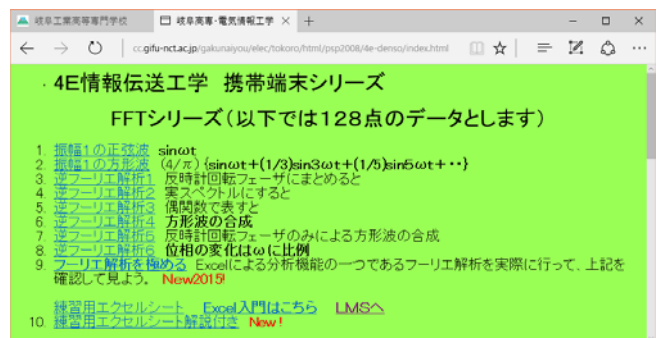 岐阜工業高等専門学校
岐阜高専・電気情報工学
cc.gifu-nct.ac.jp/gakunaiyou/elec/tokoro/html/psp2008/4e-denso/index.html
・4E情報伝送工学 携帯端末シリーズ
FFTシリーズ(以下では128点のデータとします)
1. 振幅1の正弦波 sinωt
2. 振幅1の方形波 (4/π){sinωt+(1/3)sin3ωt+(1/5)sin5ωt+・・}
3. 逆フーリエ解析1 反時計回転フェーザにまとめると
4. 逆フーリエ解析2 実スペクトルにすると
5. 逆フーリエ解析3 偶関数で表すと
6. 逆フーリエ解析4 方形波の合成
7. 逆フーリエ解析5 反時計回転フェーザのみによる方形波の合成
8. 逆フーリエ解析6 位相の変化はωに比例
9. フーリエ解析を極める Excelによる分析機能の一つであるフーリエ解析を実際に行って、上記を
確認して見よう。 New2015!
練習用エクセルシート Excel入門はこちら LMSへ
10. 練習用エクセルシート解説付き New!